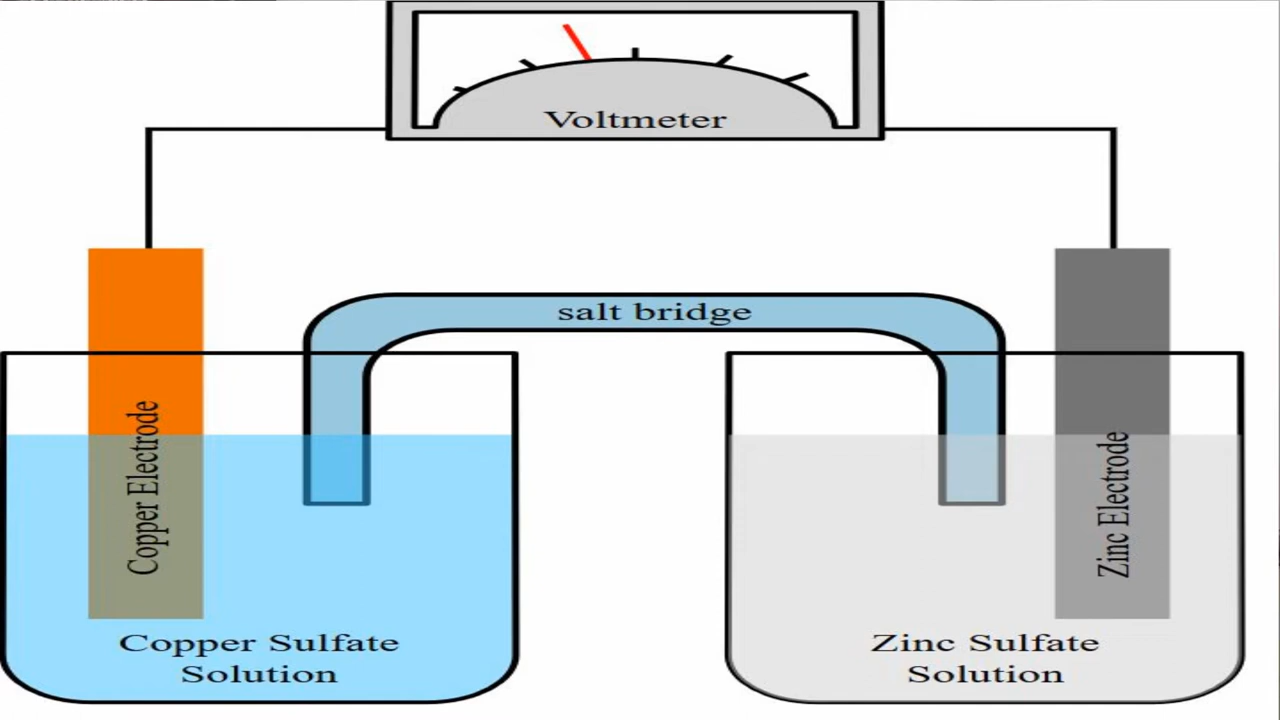 Voltmeter
salt bridge
Copper Electrode
Zinc Electrode
Copper Sulfate
Solution
Zinc Sulfate
Solution